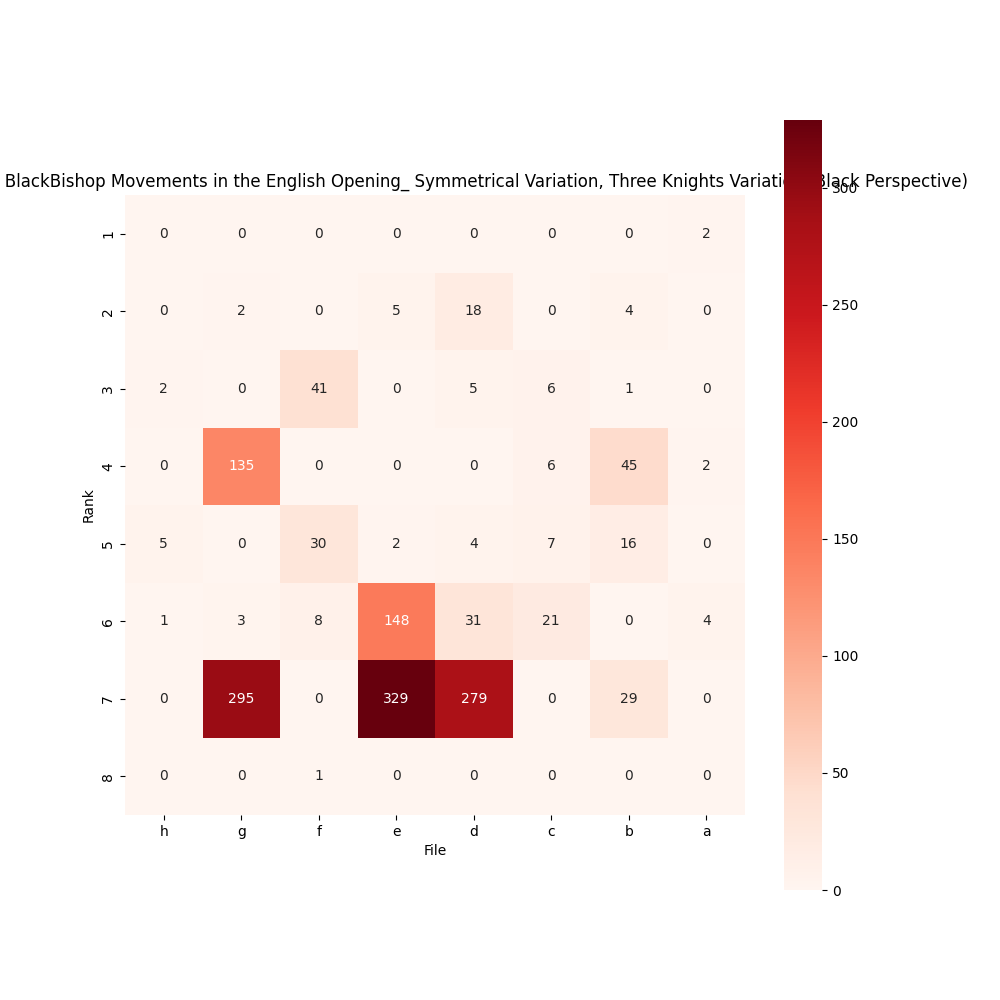 BlackBishop Movements in the English Opening_ Symmetrical Variation, Three Knights Variation (Black Perspective)
300
1 0 0 0 0 0 0 0 2
250
2 0 2 0 5 18 0 4 0
3 2 0 41 0 5 6 1 0
200
4 0 135 0 0 0 6 45 2
Rank
5 5 0 30 2 4 7 16 0
150
6 1 3 8 148 31 21 0 4
100
7 0 295 0 329 279 0 29 0
50
8 0 0 1 0 0 0 0 0
h g f e d c b a
File
0